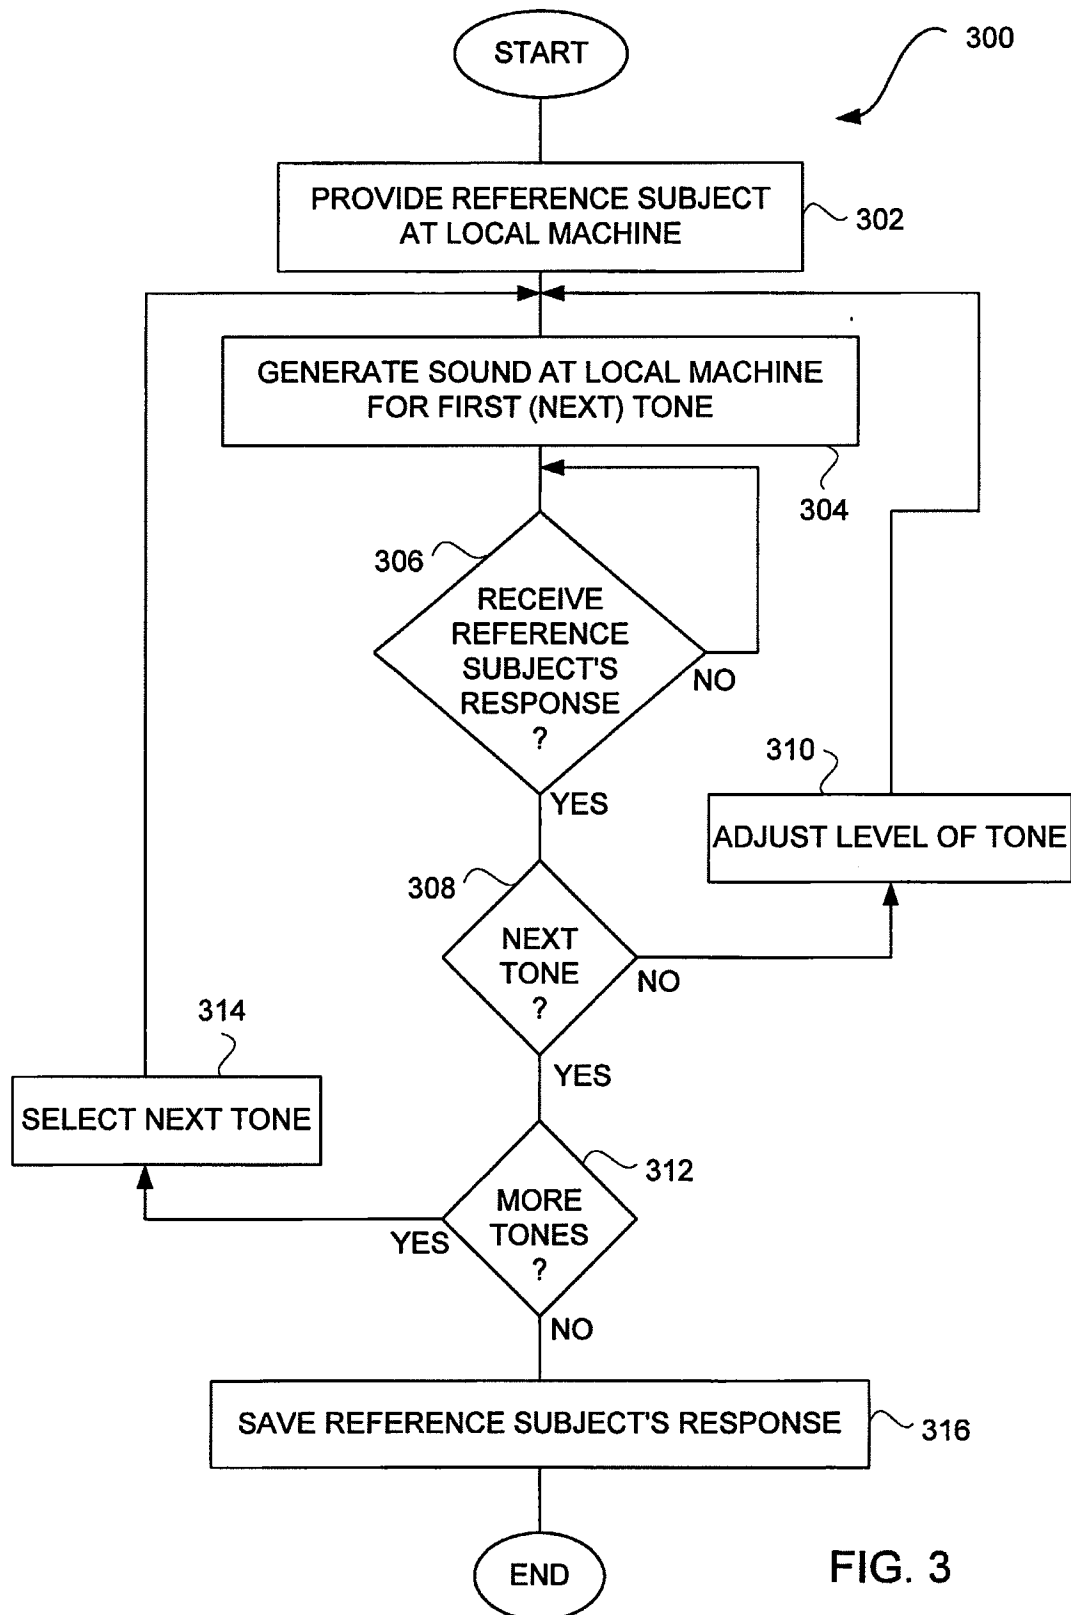 START
300
PROVIDE REFERENCE SUBJECT
AT LOCAL MACHINE
302
GENERATE SOUND AT LOCAL MACHINE
FOR FIRST (NEXT) TONE
304
306
RECEIVE
REFERENCE
SUBJECT'S
RESPONSE
?
NO
YES
310
ADJUST LEVEL OF TONE
308
NEXT
TONE
?
NO
YES
314
SELECT NEXT TONE
312
MORE
TONES
?
YES
NO
SAVE REFERENCE SUBJECT'S RESPONSE
316
END
FIG. 3